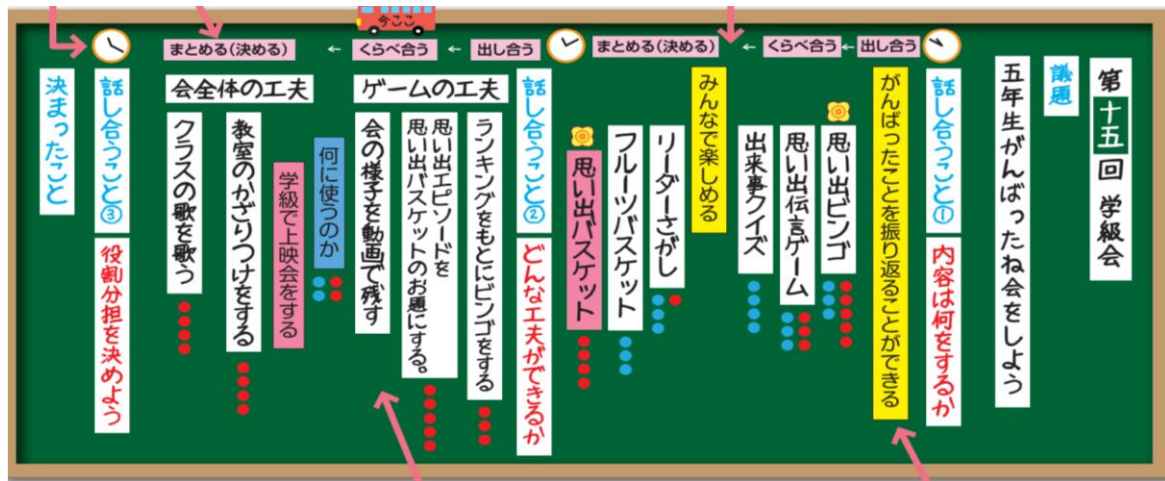 第十五回 学級会
議題
五年生がんばったね会をしよう
話し合うこと①
内容は何をするか
出し合う
←
くらべ合う
←
まとめる(決める)
がんばったことを振り返ることができる
思い出ビンゴ
思い出伝言ゲーム
出来事クイズ
みんなで楽しめる
リーダーさがし
フルーツバスケット
思い出バスケット
話し合うこと②
どんな工夫ができるか
出し合う
←
くらべ合う
←
まとめる(決める)
今ここ
ゲームの工夫
ランキングをもとにビンゴをする
思い出エピソードを
思い出バスケットのお題にする。
会の様子を動画で残す
何に使うのか
学級で上映会をする
会全体の工夫
教室のかざりつけをする
クラスの歌を歌う
話し合うこと③
役割分担を決めよう
決まったこと